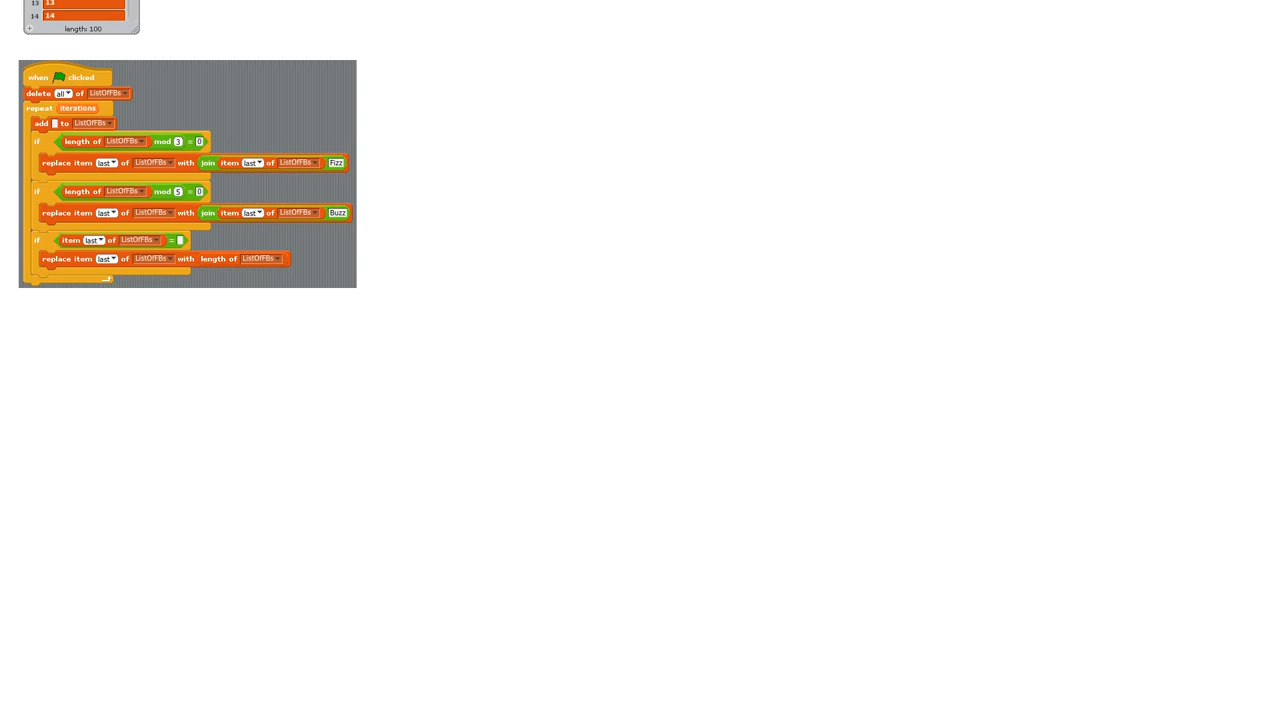 13 13
14 14
+ length: 100
when clicked
delete all of ListOfFBs
repeat iterations
add to ListOfFBs
if length of ListOfFBs mod 3 = 0
replace item last of ListOfFBs with join item last of ListOfFBs Fizz
if length of ListOfFBs mod 5 = 0
replace item last of ListOfFBs with join item last of ListOfFBs Buzz
if item last of ListOfFBs =
replace item last of ListOfFBs with length of ListOfFBs